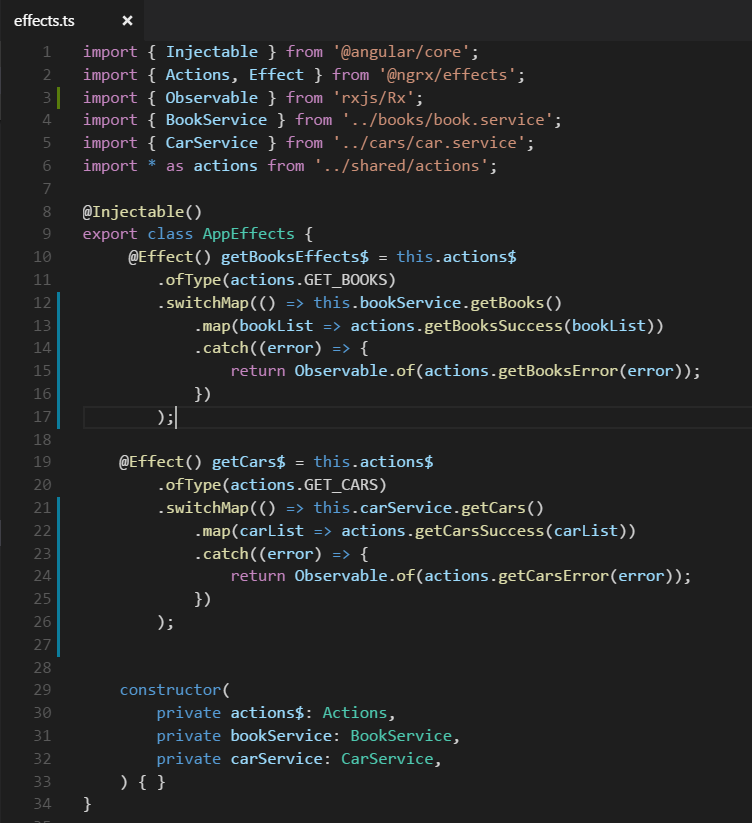 effects.ts ×
1 import { Injectable } from '@angular/core';
2 import { Actions, Effect } from '@ngrx/effects';
3 import { Observable } from 'rxjs/Rx';
4 import { BookService } from '../books/book.service';
5 import { CarService } from '../cars/car.service';
6 import * as actions from '../shared/actions';
7
8 @Injectable()
9 export class AppEffects {
10      @Effect() getBooksEffects$ = this.actions$
11         .ofType(actions.GET_BOOKS)
12         .switchMap(() => this.bookService.getBooks()
13             .map(bookList => actions.getBooksSuccess(bookList))
14             .catch((error) => {
15                 return Observable.of(actions.getBooksError(error));
16             })
17         );
18
19     @Effect() getCars$ = this.actions$
20         .ofType(actions.GET_CARS)
21         .switchMap(() => this.carService.getCars()
22             .map(carList => actions.getCarsSuccess(carList))
23             .catch((error) => {
24                 return Observable.of(actions.getCarsError(error));
25             })
26         );
27
28
29     constructor(
30         private actions$: Actions,
31         private bookService: BookService,
32         private carService: CarService,
33     ) { }
34 }